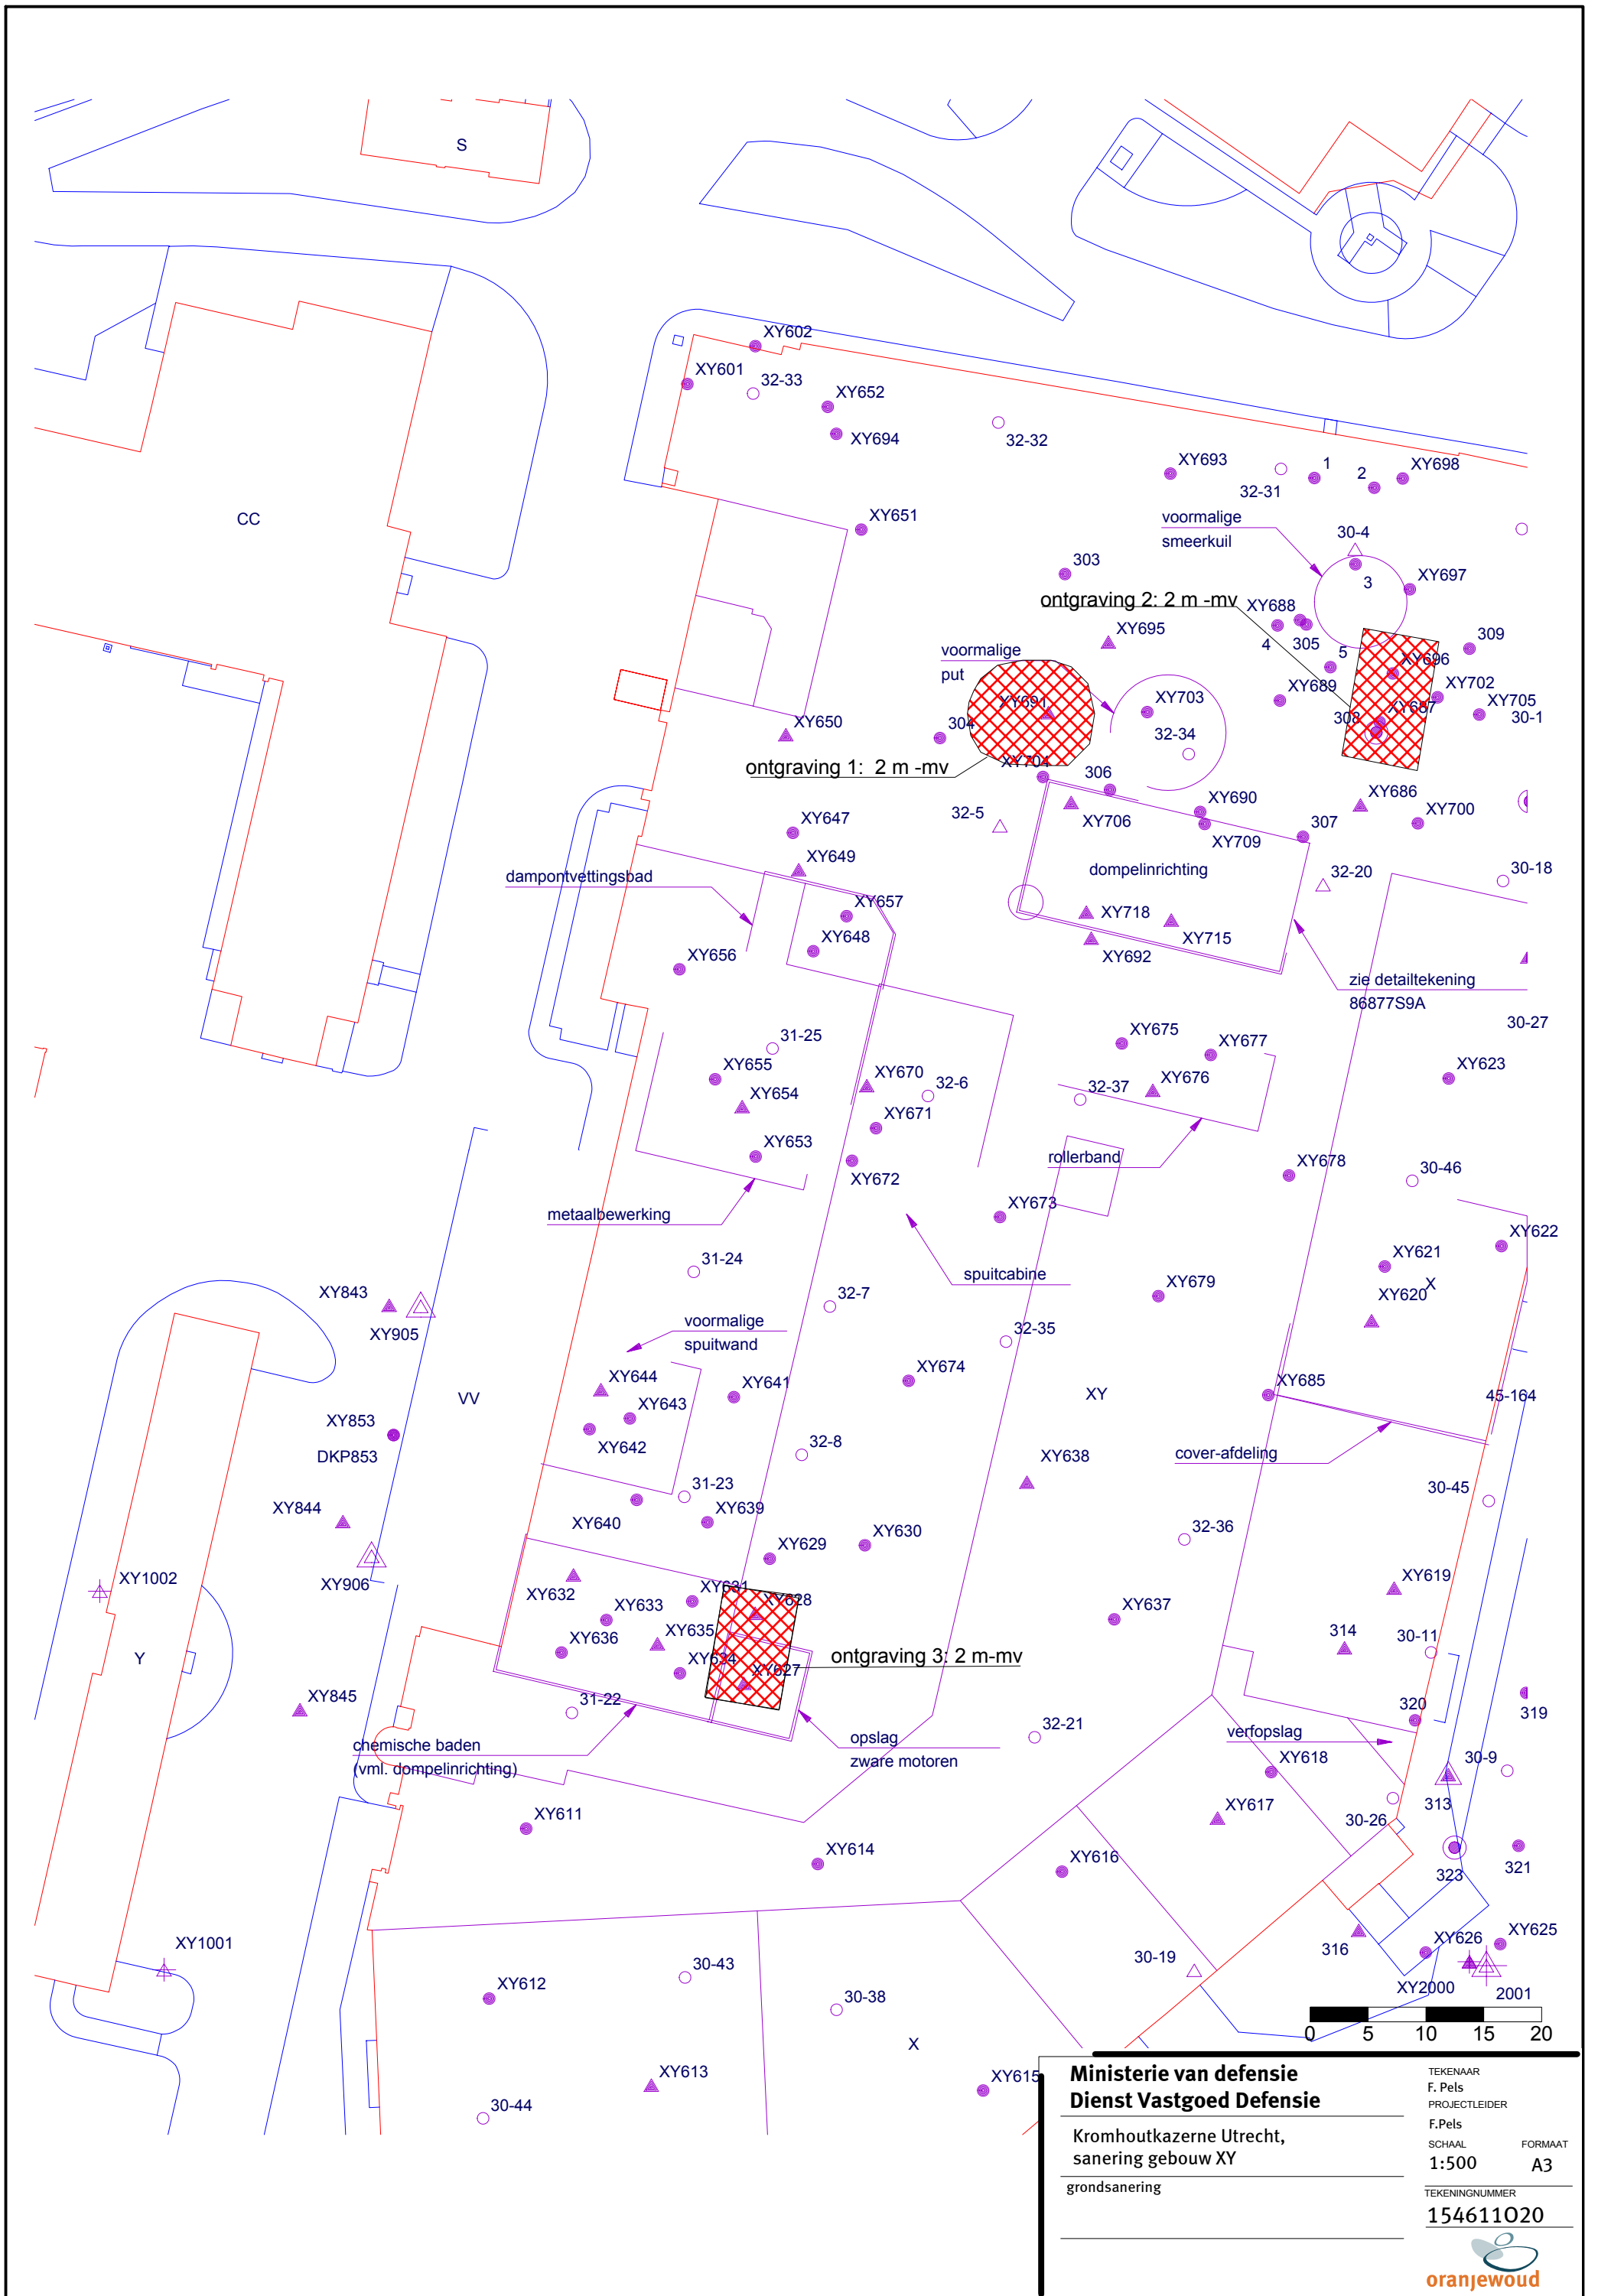 S
XY602
XY601
32-33
XY652
XY694
32-32
XY693
32-31
1
2
XY698
CC
XY651
voormalige
smeerkuil
30-4
303
3
XY697
ontgraving 2: 2 m -mv
XY688
4
305
5
309
XY695
voormalige
put
XY696
XY689
XY702
XY691
XY703
XY687
XY705
308
30-1
304
XY650
32-34
ontgraving 1:  2 m -mv
XY704
306
XY686
XY700
32-5
XY706
XY690
XY709
307
XY647
XY649
dampontvettingsbad
dompelinrichting
32-20
30-18
XY657
XY648
XY718
XY715
XY692
XY656
zie detailtekening
86877S9A
30-27
31-25
XY675
XY677
XY655
XY654
XY670
32-6
32-37
XY676
XY623
XY671
XY653
XY672
rollerband
XY678
30-46
metaalbewerking
XY673
XY622
31-24
XY621
X
spuitcabine
XY679
XY620
XY843
XY905
32-7
voormalige
spuitwand
32-35
XY644
XY641
XY674
XY
XY685
45-164
VV
XY643
XY853
XY642
DKP853
32-8
XY638
cover-afdeling
31-23
30-45
XY844
XY640
XY639
XY630
32-36
XY629
XY906
XY1002
XY632
XY631
XY628
XY619
XY633
XY637
XY635
314
30-11
Y
XY636
XY634
XY627
ontgraving 3: 2 m-mv
XY845
31-22
320
319
chemische baden
(vml. dompelinrichting)
opslag
zware motoren
32-21
verfopslag
XY618
30-9
XY617
30-26
313
XY611
XY614
XY616
323
321
XY1001
316
XY626
XY625
30-43
30-19
XY2000
2001
XY612
30-38
X
0 5 10 15 20
XY613
XY615
30-44
Ministerie van defensie
Dienst Vastgoed Defensie
Kromhoutkazerne Utrecht,
sanering gebouw XY
grondsanering
TEKENAAR
F. Pels
PROJECTLEIDER
F.Pels
SCHAAL FORMAAT
1:500 A3
TEKENINGNUMMER
154611O20
oranjewoud